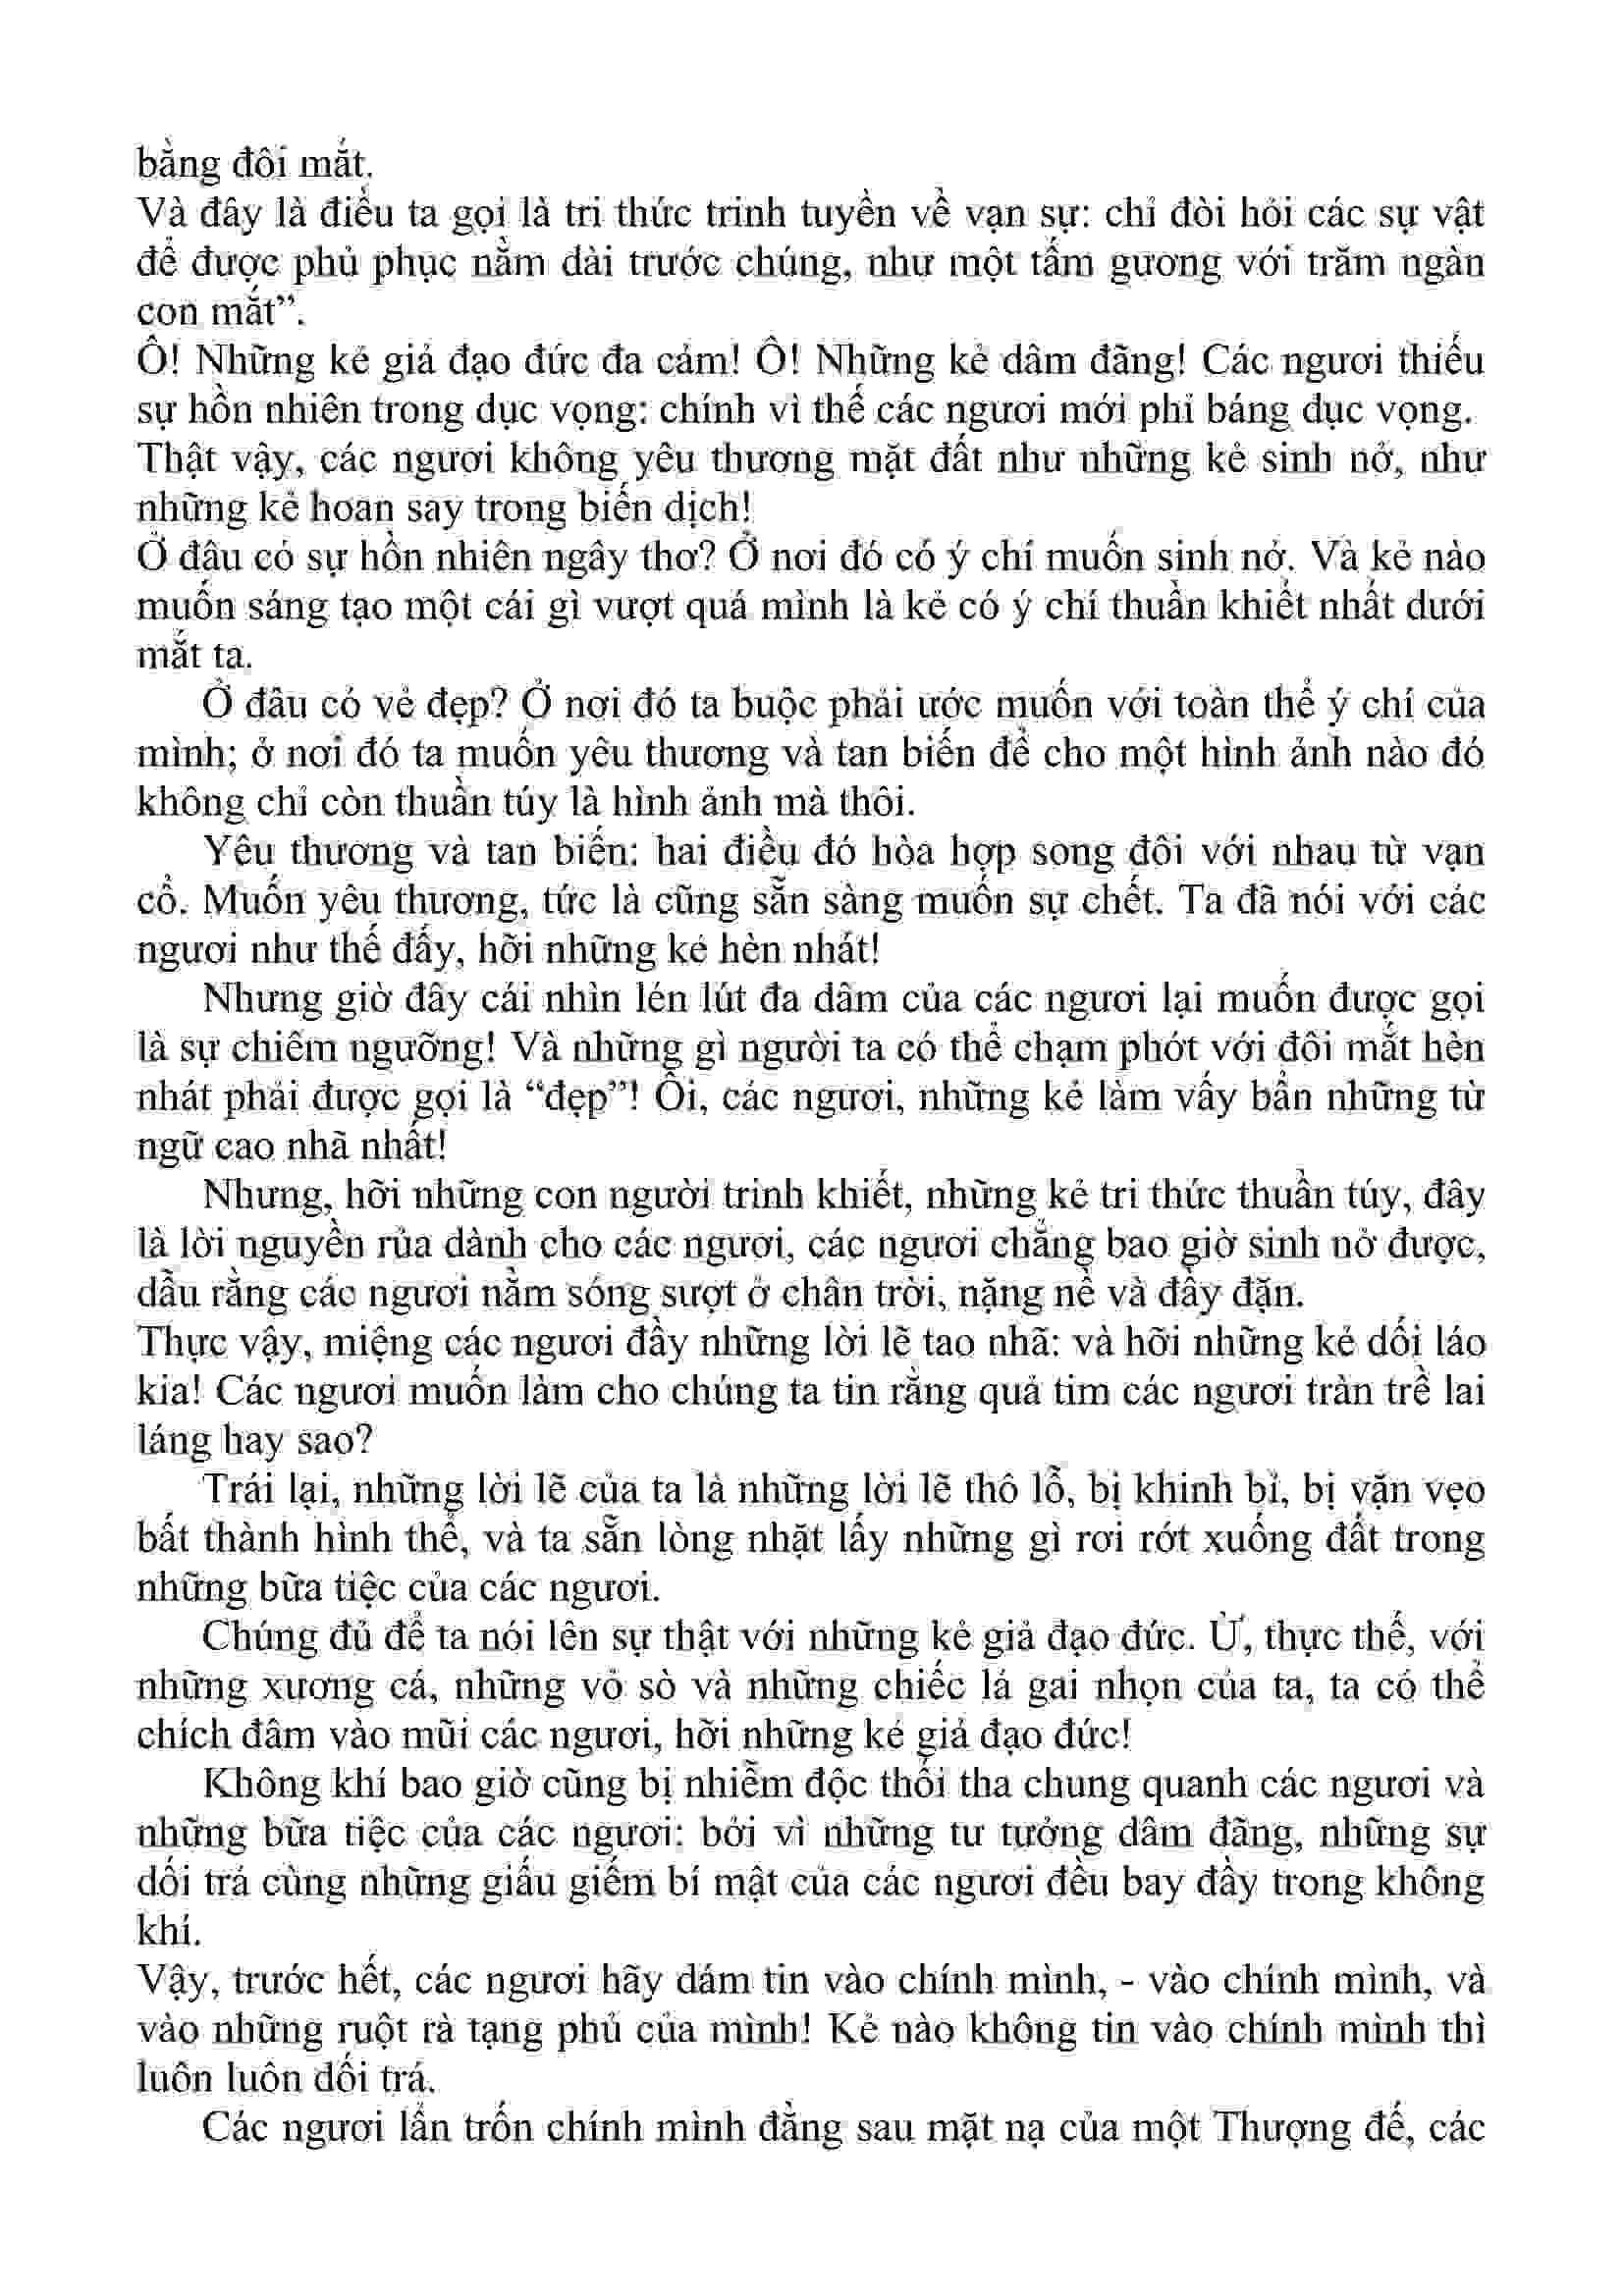 bằng đôi mắt.
Và đây là điều ta gọi là tri thức trinh tuyền về vạn sự: chỉ đòi hỏi các sự vật
để được phủ phục nằm dài trước chúng, như một tấm gương với trăm ngàn
con mắt”.
Ô! Những kẻ giả đạo đức đa cảm! Ô! Những kẻ dâm đãng! Các ngươi thiếu
sự hồn nhiên trong dục vọng: chính vì thế các ngươi mới phỉ báng dục vọng.
Thật vậy, các ngươi không yêu thương mặt đất như những kẻ sinh nở, như
những kẻ hoan say trong biến dịch!
Ở đâu có sự hồn nhiên ngây thơ? Ở nơi đó có ý chí muốn sinh nở. Và kẻ nào
muốn sáng tạo một cái gì vượt quá mình là kẻ có ý chí thuần khiết nhất dưới
mắt ta.
Ở đâu có vẻ đẹp? Ở nơi đó ta buộc phải ước muốn với toàn thể ý chí của
mình; ở nơi đó ta muốn yêu thương và tan biến để cho một hình ảnh nào đó
không chỉ còn thuần túy là hình ảnh mà thôi.
Yêu thương và tan biến: hai điều đó hòa hợp song đôi với nhau từ vạn
cổ. Muốn yêu thương, tức là cũng sẵn sàng muốn sự chết. Ta đã nói với các
ngươi như thế đấy, hỡi những kẻ hèn nhát!
Nhưng giờ đây cái nhìn lén lút đa dâm của các ngươi lại muốn được gọi
là sự chiêm ngưỡng! Và những gì người ta có thể chạm phớt với đôi mắt hèn
nhát phải được gọi là “đẹp”! Ôi, các ngươi, những kẻ làm vấy bẩn những từ
ngữ cao nhã nhất!
Nhưng, hỡi những con người trinh khiết, những kẻ tri thức thuần túy, đây
là lời nguyền rủa dành cho các ngươi, các ngươi chẳng bao giờ sinh nở được,
dẫu rằng các ngươi nằm sóng sượt ở chân trời, nặng nề và đầy đặn.
Thực vậy, miệng các ngươi đầy những lời lẽ tao nhã: và hỡi những kẻ dối láo
kia! Các ngươi muốn làm cho chúng ta tin rằng quả tim các ngươi tràn trề lai
láng hay sao?
Trái lại, những lời lẽ của ta là những lời lẽ thô lỗ, bị khinh bỉ, bị vặn vẹo
bất thành hình thể, và ta sẵn lòng nhặt lấy những gì rơi rớt xuống đất trong
những bữa tiệc của các ngươi.
Chúng đủ để ta nói lên sự thật với những kẻ giả đạo đức. Ừ, thực thế, với
những xương cá, những vỏ sò và những chiếc lá gai nhọn của ta, ta có thể
chích đâm vào mũi các ngươi, hỡi những kẻ giả đạo đức!
Không khí bao giờ cũng bị nhiễm độc thối tha chung quanh các ngươi và
những bữa tiệc của các ngươi: bởi vì những tư tưởng dâm đãng, những sự
dối trá cùng những giấu giếm bí mật của các ngươi đều bay đầy trong không
khí.
Vậy, trước hết, các ngươi hãy dám tin vào chính mình, - vào chính mình, và
vào những ruột rà tạng phủ của mình! Kẻ nào không tin vào chính mình thì
luôn luôn dối trá.
Các ngươi lẩn trốn chính mình đằng sau mặt nạ của một Thượng đế, các